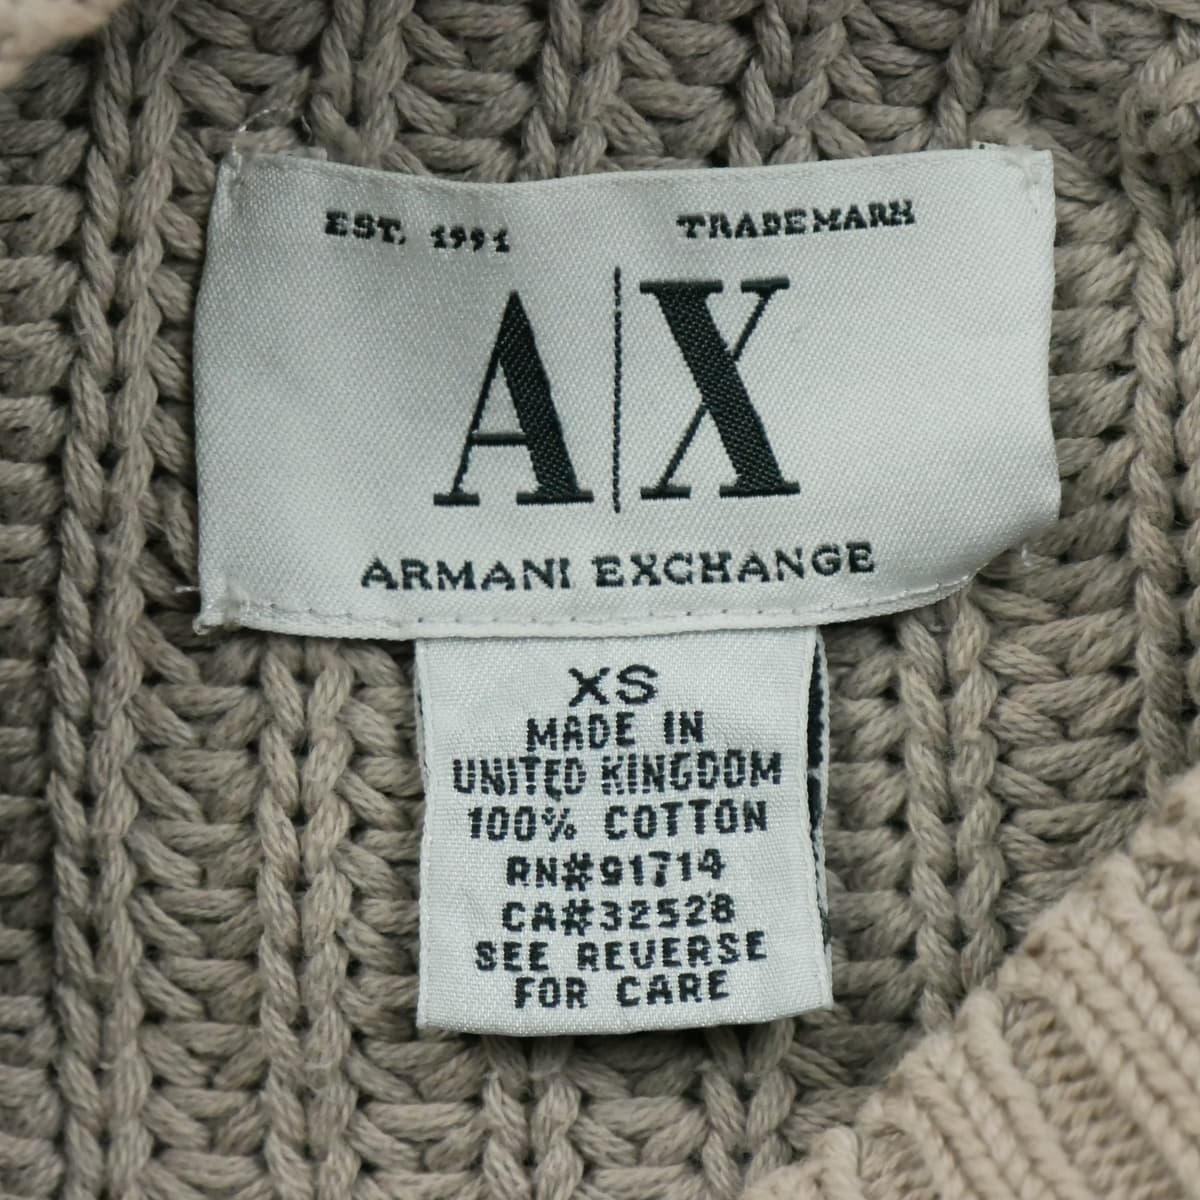 EST. 1991 TRADEMARK
A|X
ARMANI EXCHANGE
XS
MADE IN
UNITED KINGDOM
100% COTTON
RN#91714
CA#32528
SEE REVERSE
FOR CARE